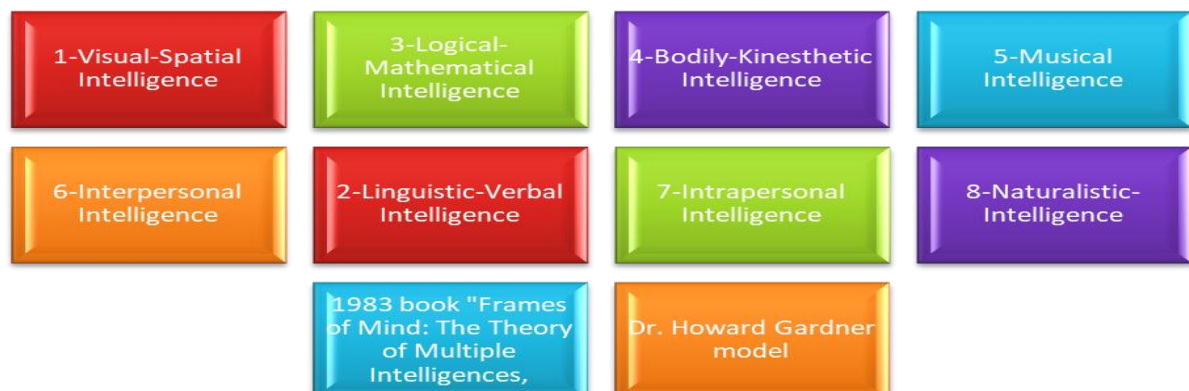 1-Visual-Spatial
Intelligence
3-Logical-
Mathematical
Intelligence
4-Bodily-Kinesthetic
Intelligence
5-Musical
Intelligence
6-Interpersonal
Intelligence
2-Linguistic-Verbal
Intelligence
7-Intrapersonal
Intelligence
8-Naturalistic-
Intelligence
1983 book "Frames
of Mind: The Theory
of Multiple
Intelligences,
Dr. Howard Gardner
model